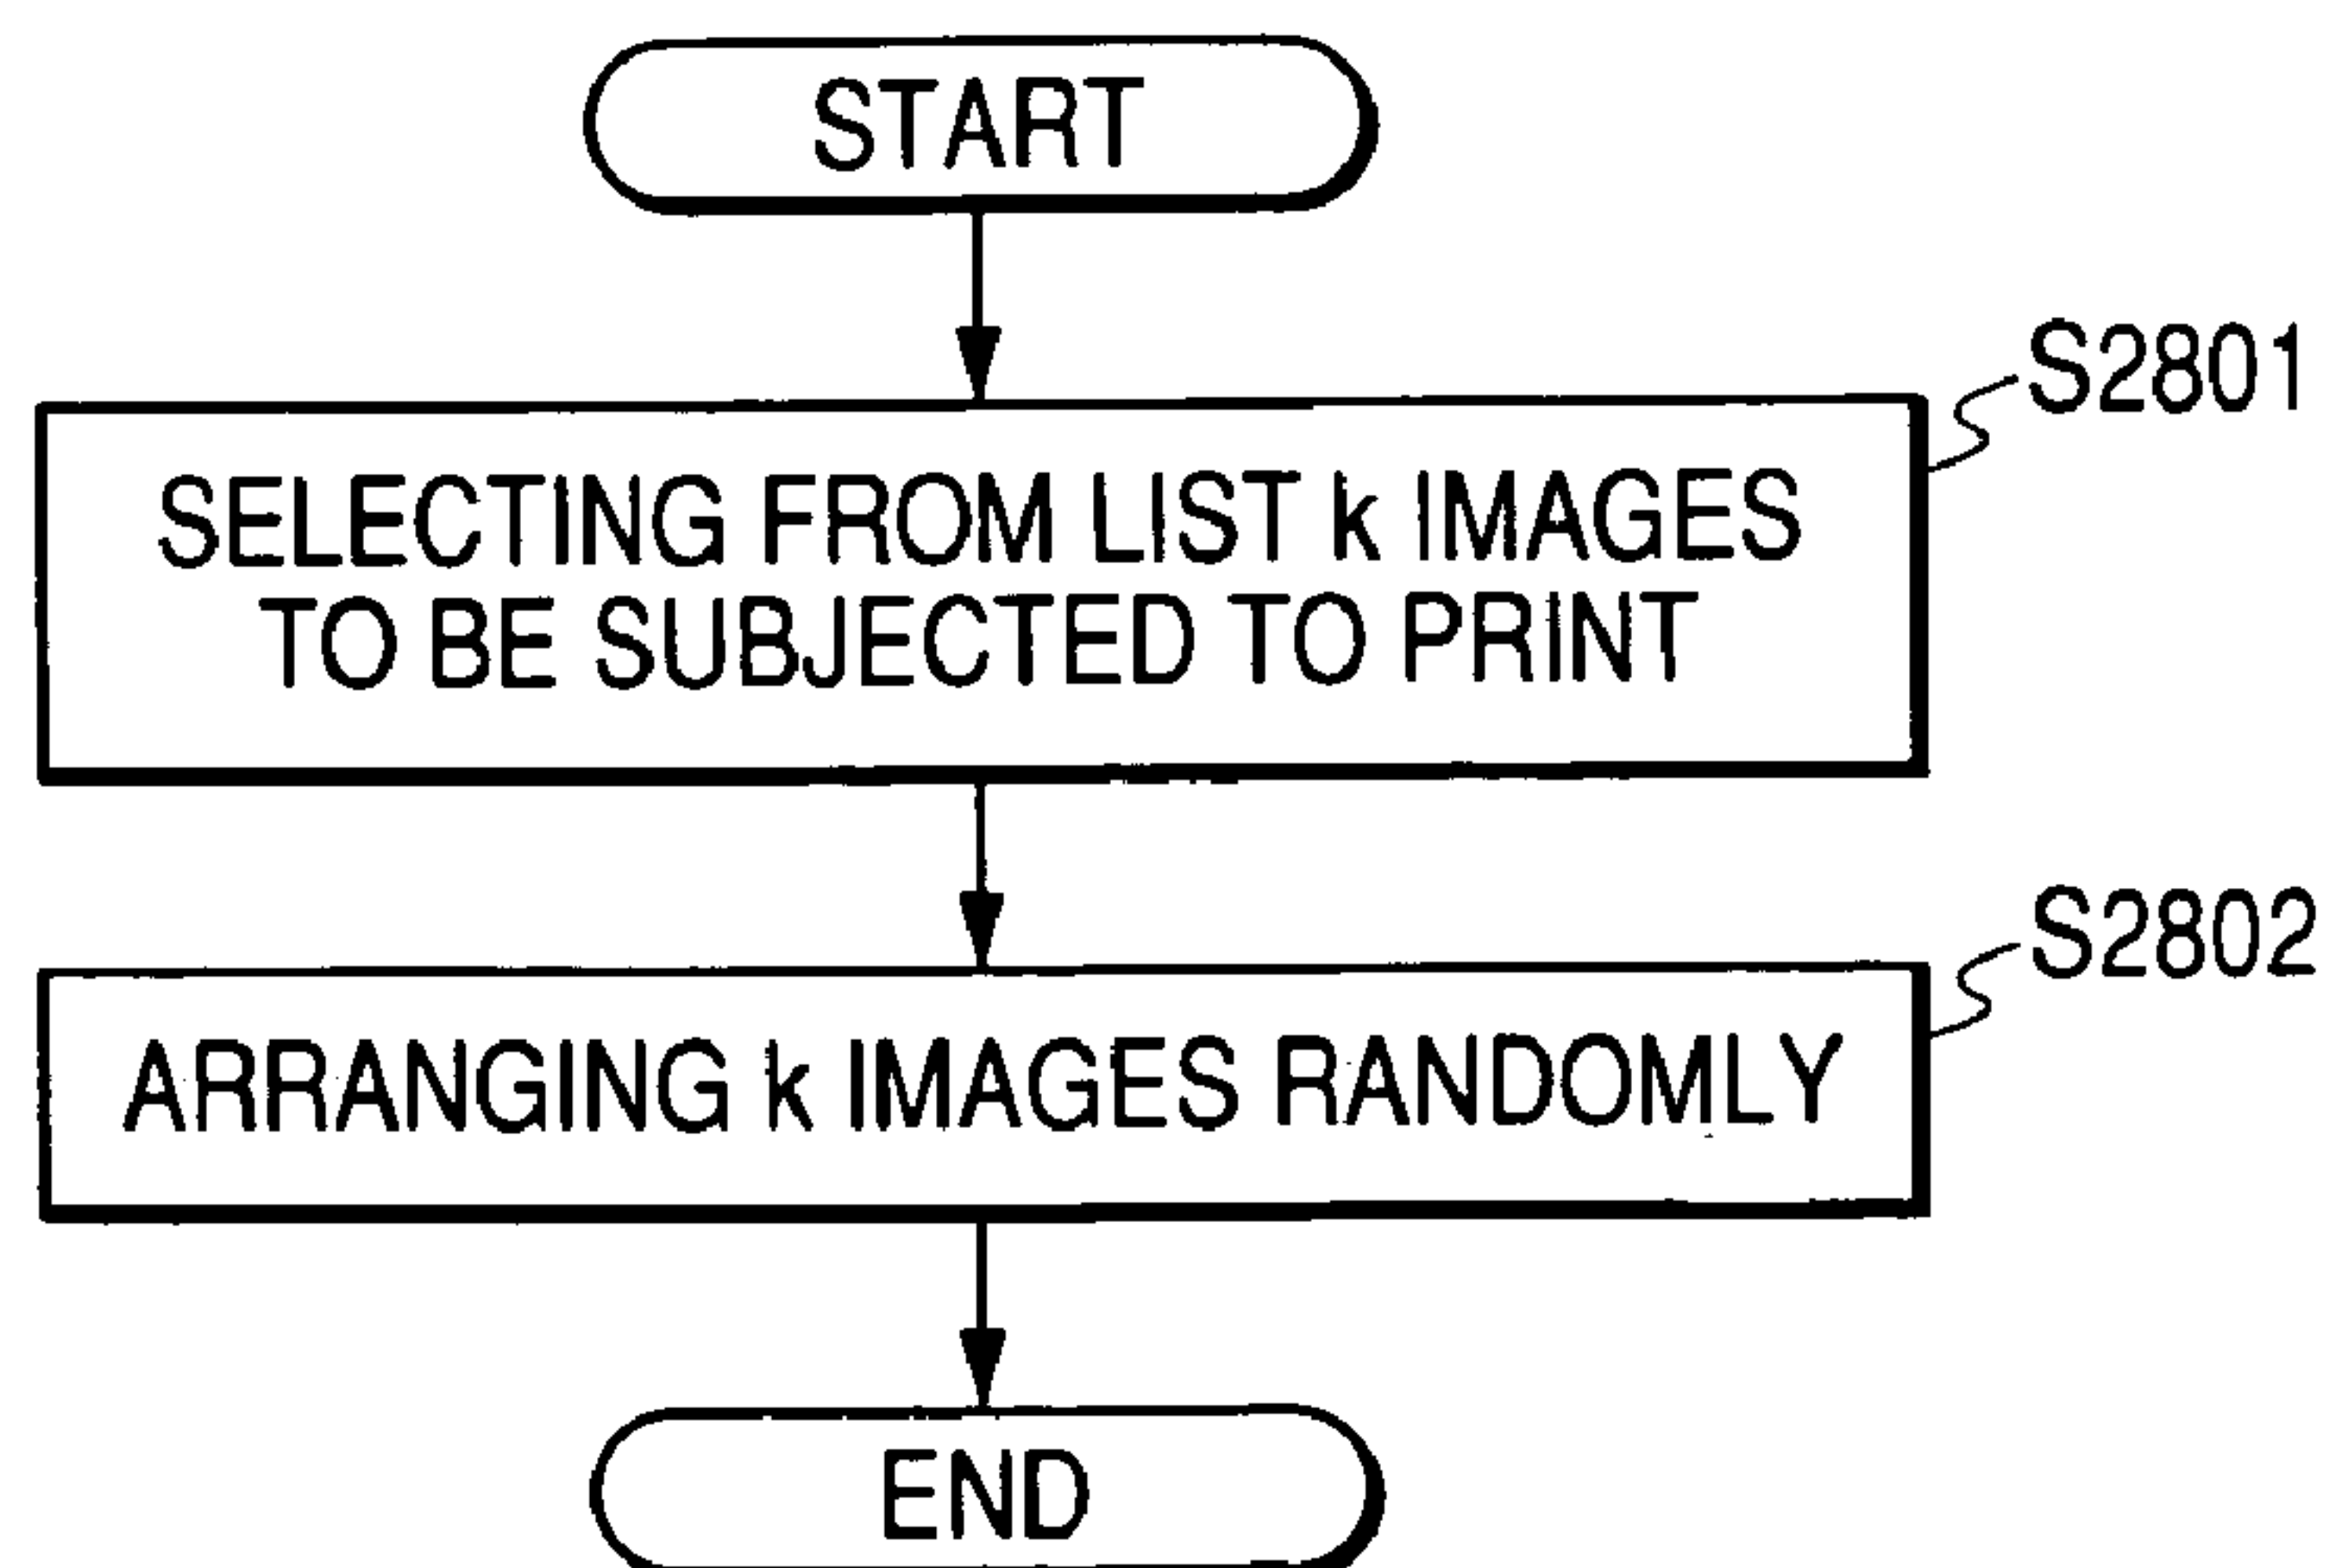 START
S2801
SELECTING FROM LIST k IMAGES
TO BE SUBJECTED TO PRINT
S2802
ARRANGING k IMAGES RANDOMLY
END